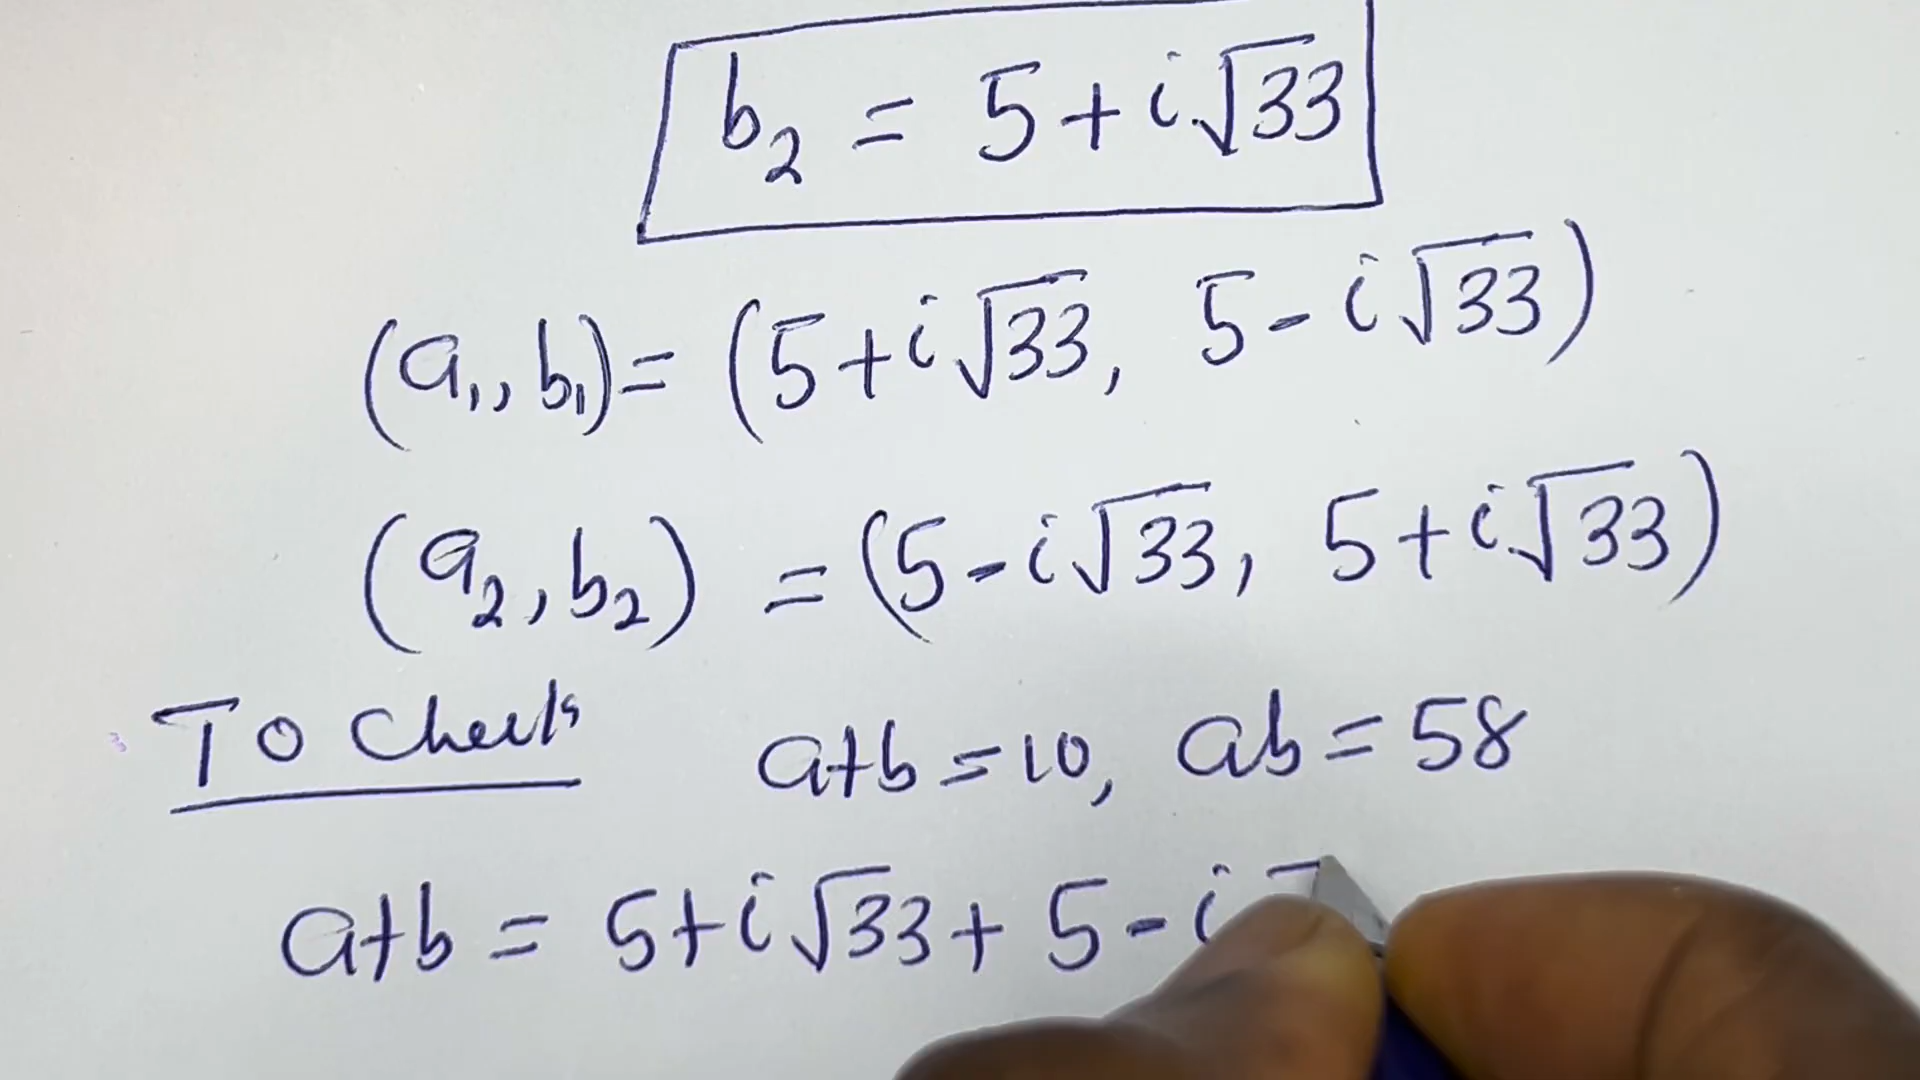 b₂ = 5+i√33
(a₁, b₁) = (5+i√33, 5-i√33)
(a₂, b₂) = (5-i√33, 5+i√33)
To Check a+b=10, ab=58
a+b = 5+i√33+5-i